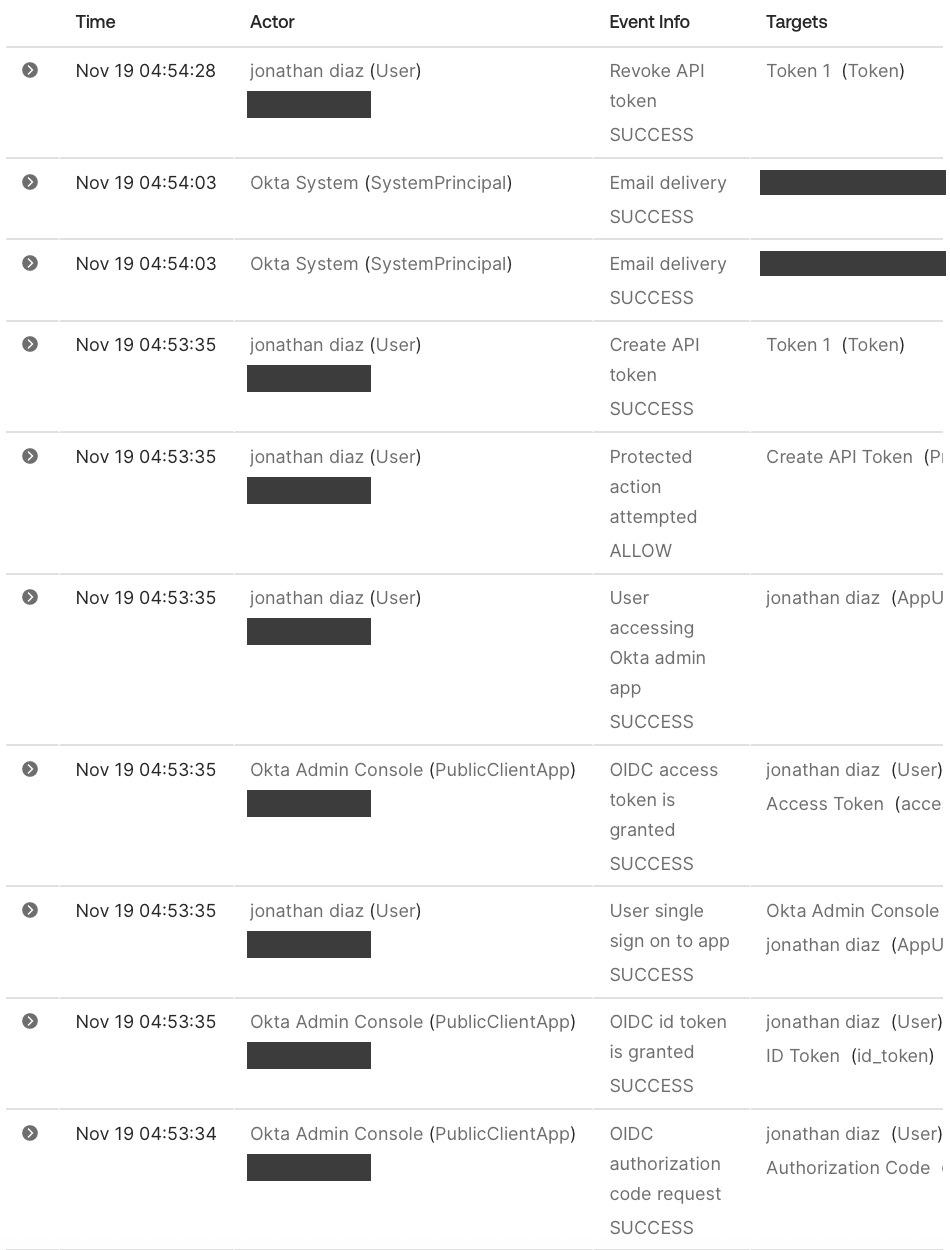 Time Actor Event Info Targets
Nov 19 04:54:28 jonathan diaz (User) Revoke API Token 1 (Token)
token
SUCCESS
Nov 19 04:54:03 Okta System (SystemPrincipal) Email delivery
SUCCESS
Nov 19 04:54:03 Okta System (SystemPrincipal) Email delivery
SUCCESS
Nov 19 04:53:35 jonathan diaz (User) Create API Token 1 (Token)
token
SUCCESS
Nov 19 04:53:35 jonathan diaz (User) Protected Create API Token (Pr
action
attempted
ALLOW
Nov 19 04:53:35 jonathan diaz (User) User jonathan diaz (AppU
accessing
Okta admin
app
SUCCESS
Nov 19 04:53:35 Okta Admin Console (PublicClientApp) OIDC access jonathan diaz (User)
token is Access Token (acce
granted
SUCCESS
Nov 19 04:53:35 jonathan diaz (User) User single Okta Admin Console
sign on to app jonathan diaz (AppU
SUCCESS
Nov 19 04:53:35 Okta Admin Console (PublicClientApp) OIDC id token jonathan diaz (User)
is granted ID Token (id_token)
SUCCESS
Nov 19 04:53:34 Okta Admin Console (PublicClientApp) OIDC jonathan diaz (User)
authorization Authorization Code
code request
SUCCESS